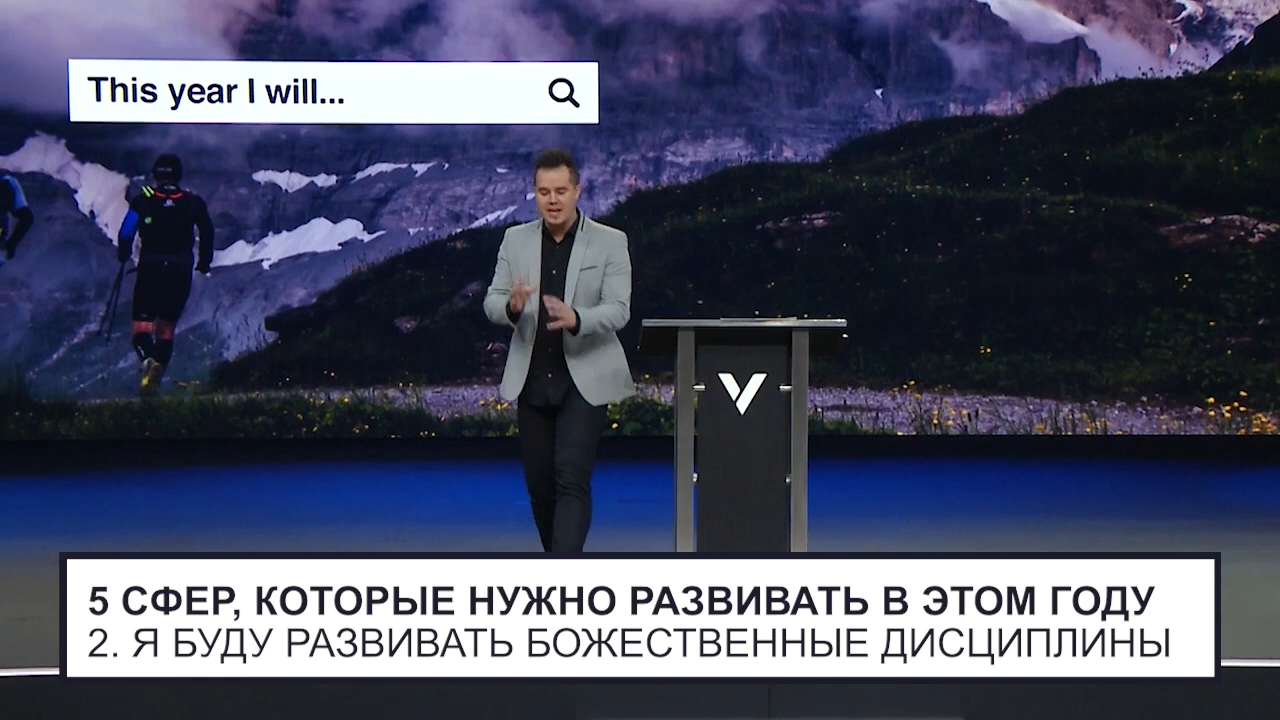 This year I will...
5 СФЕР, КОТОРЫЕ НУЖНО РАЗВИВАТЬ В ЭТОМ ГОДУ
2. Я БУДУ РАЗВИВАТЬ БОЖЕСТВЕННЫЕ ДИСЦИПЛИНЫ